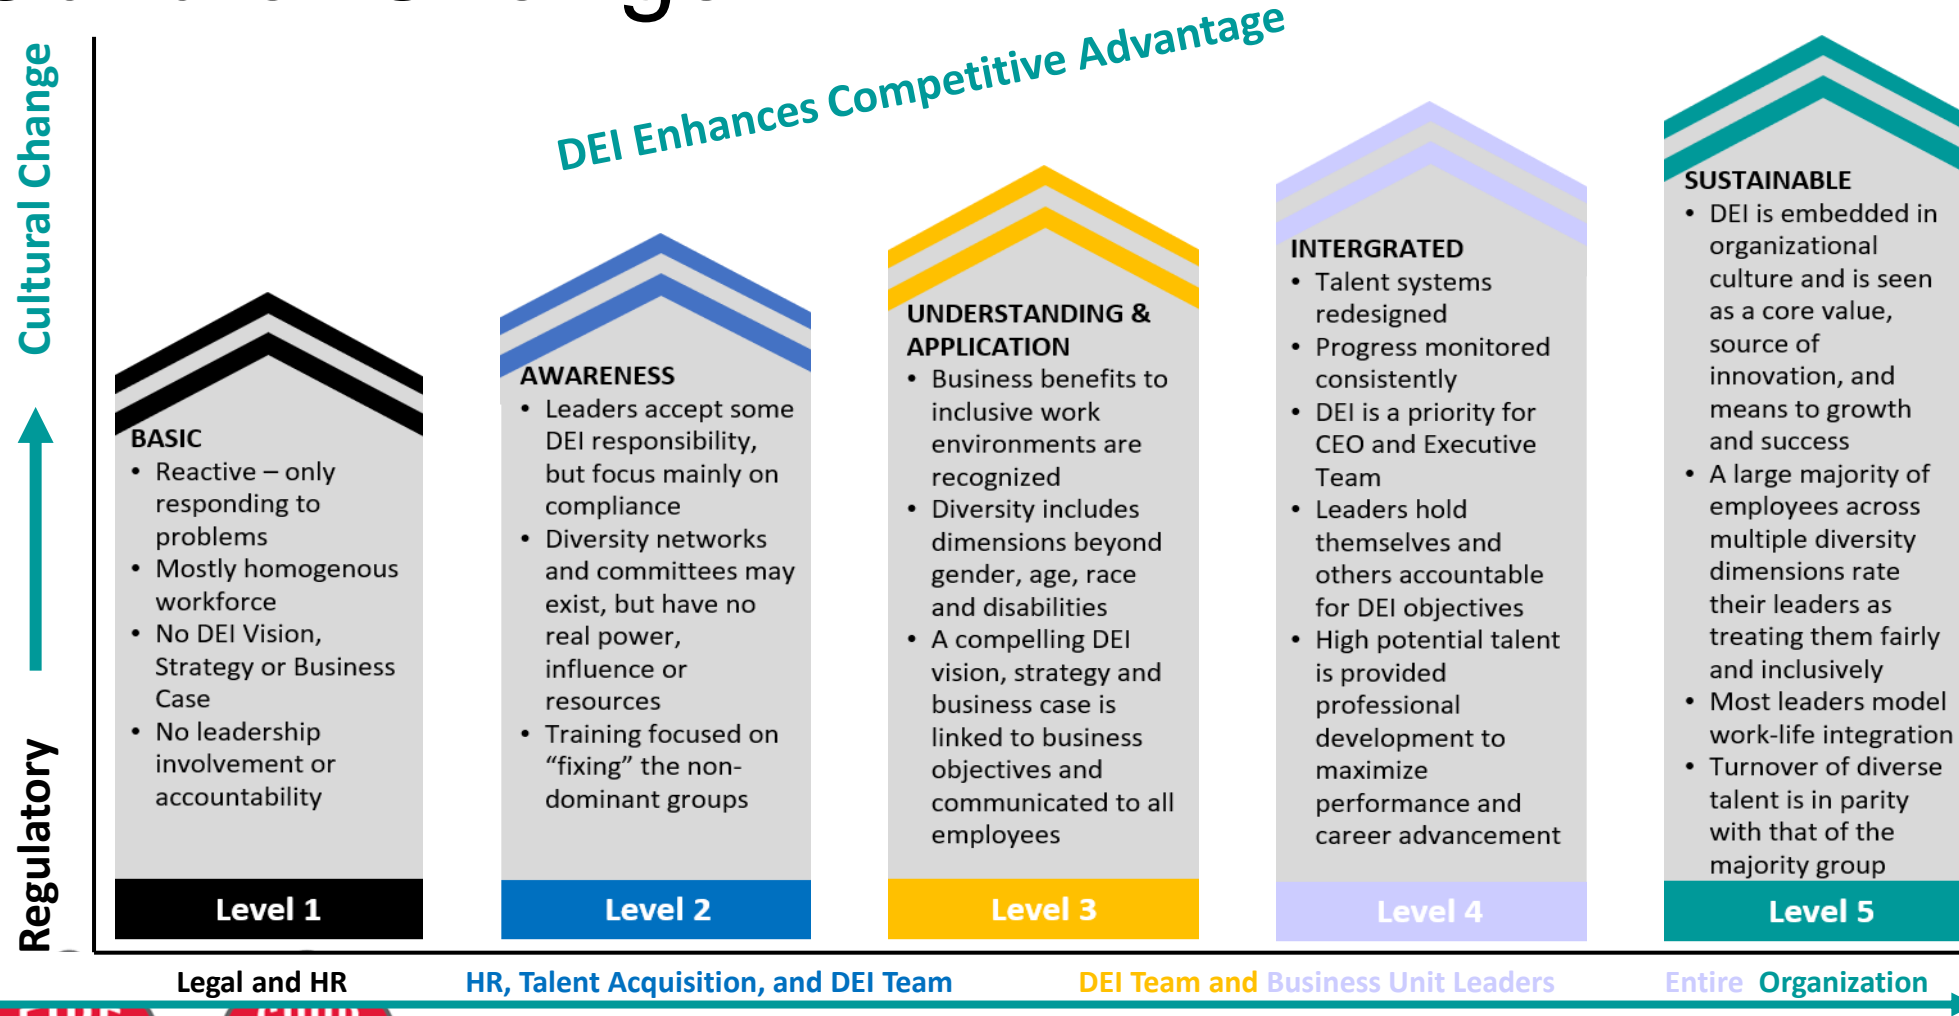 DEI Enhances Competitive Advantage
Cultural Change
Regulatory
BASIC
• Reactive – only
responding to
problems
• Mostly homogenous
workforce
• No DEI Vision,
Strategy or Business
Case
• No leadership
involvement or
accountability
Level 1
AWARENESS
• Leaders accept some
DEI responsibility,
but focus mainly on
compliance
• Diversity networks
and committees may
exist, but have no
real power,
influence or
resources
• Training focused on
“fixing” the non-
dominant groups
Level 2
UNDERSTANDING &
APPLICATION
• Business benefits to
inclusive work
environments are
recognized
• Diversity includes
dimensions beyond
gender, age, race
and disabilities
• A compelling DEI
vision, strategy and
business case is
linked to business
objectives and
communicated to all
employees
Level 3
INTERGRATED
• Talent systems
redesigned
• Progress monitored
consistently
• DEI is a priority for
CEO and Executive
Team
• Leaders hold
themselves and
others accountable
for DEI objectives
• High potential talent
is provided
professional
development to
maximize
performance and
career advancement
Level 4
SUSTAINABLE
• DEI is embedded in
organizational
culture and is seen
as a core value,
source of
innovation, and
means to growth
and success
• A large majority of
employees across
multiple diversity
dimensions rate
their leaders as
treating them fairly
and inclusively
• Most leaders model
work-life integration
• Turnover of diverse
talent is in parity
with that of the
majority group
Level 5
Legal and HR
HR, Talent Acquisition, and DEI Team
DEI Team and Business Unit Leaders
Entire Organization